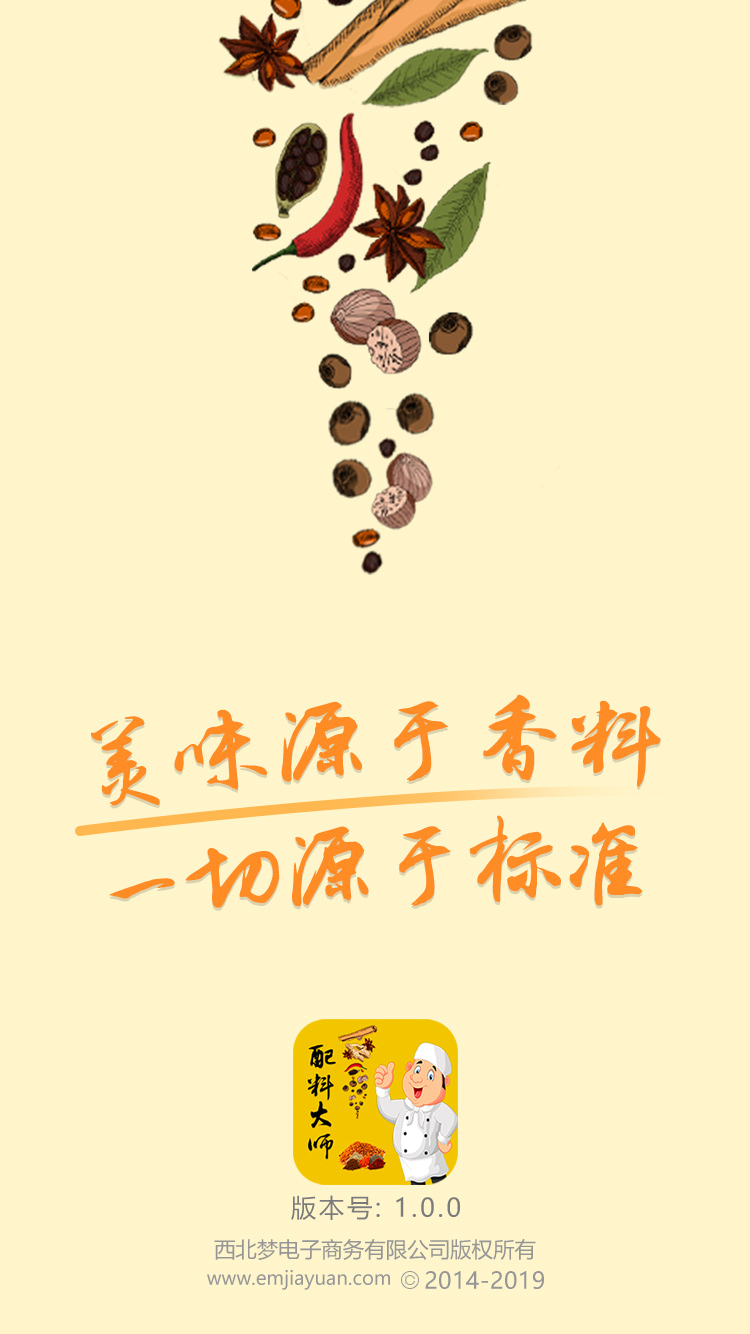 美味源于香料
一切源于标准
配料大师
版本号: 1.0.0
西北梦电子商务有限公司版权所有
www.emjiayuan.com © 2014-2019